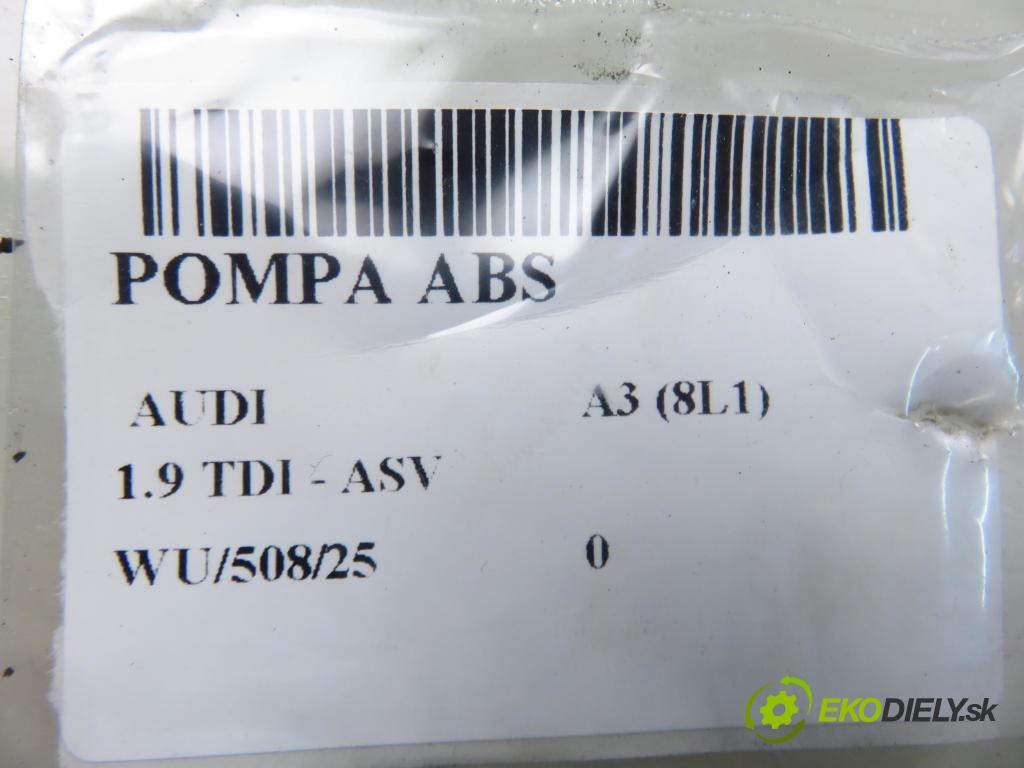 POMPA ABS
AUDI A3 (8L1)
1.9 TDI - ASV
WU/508/25 0
EKODIELY.sk